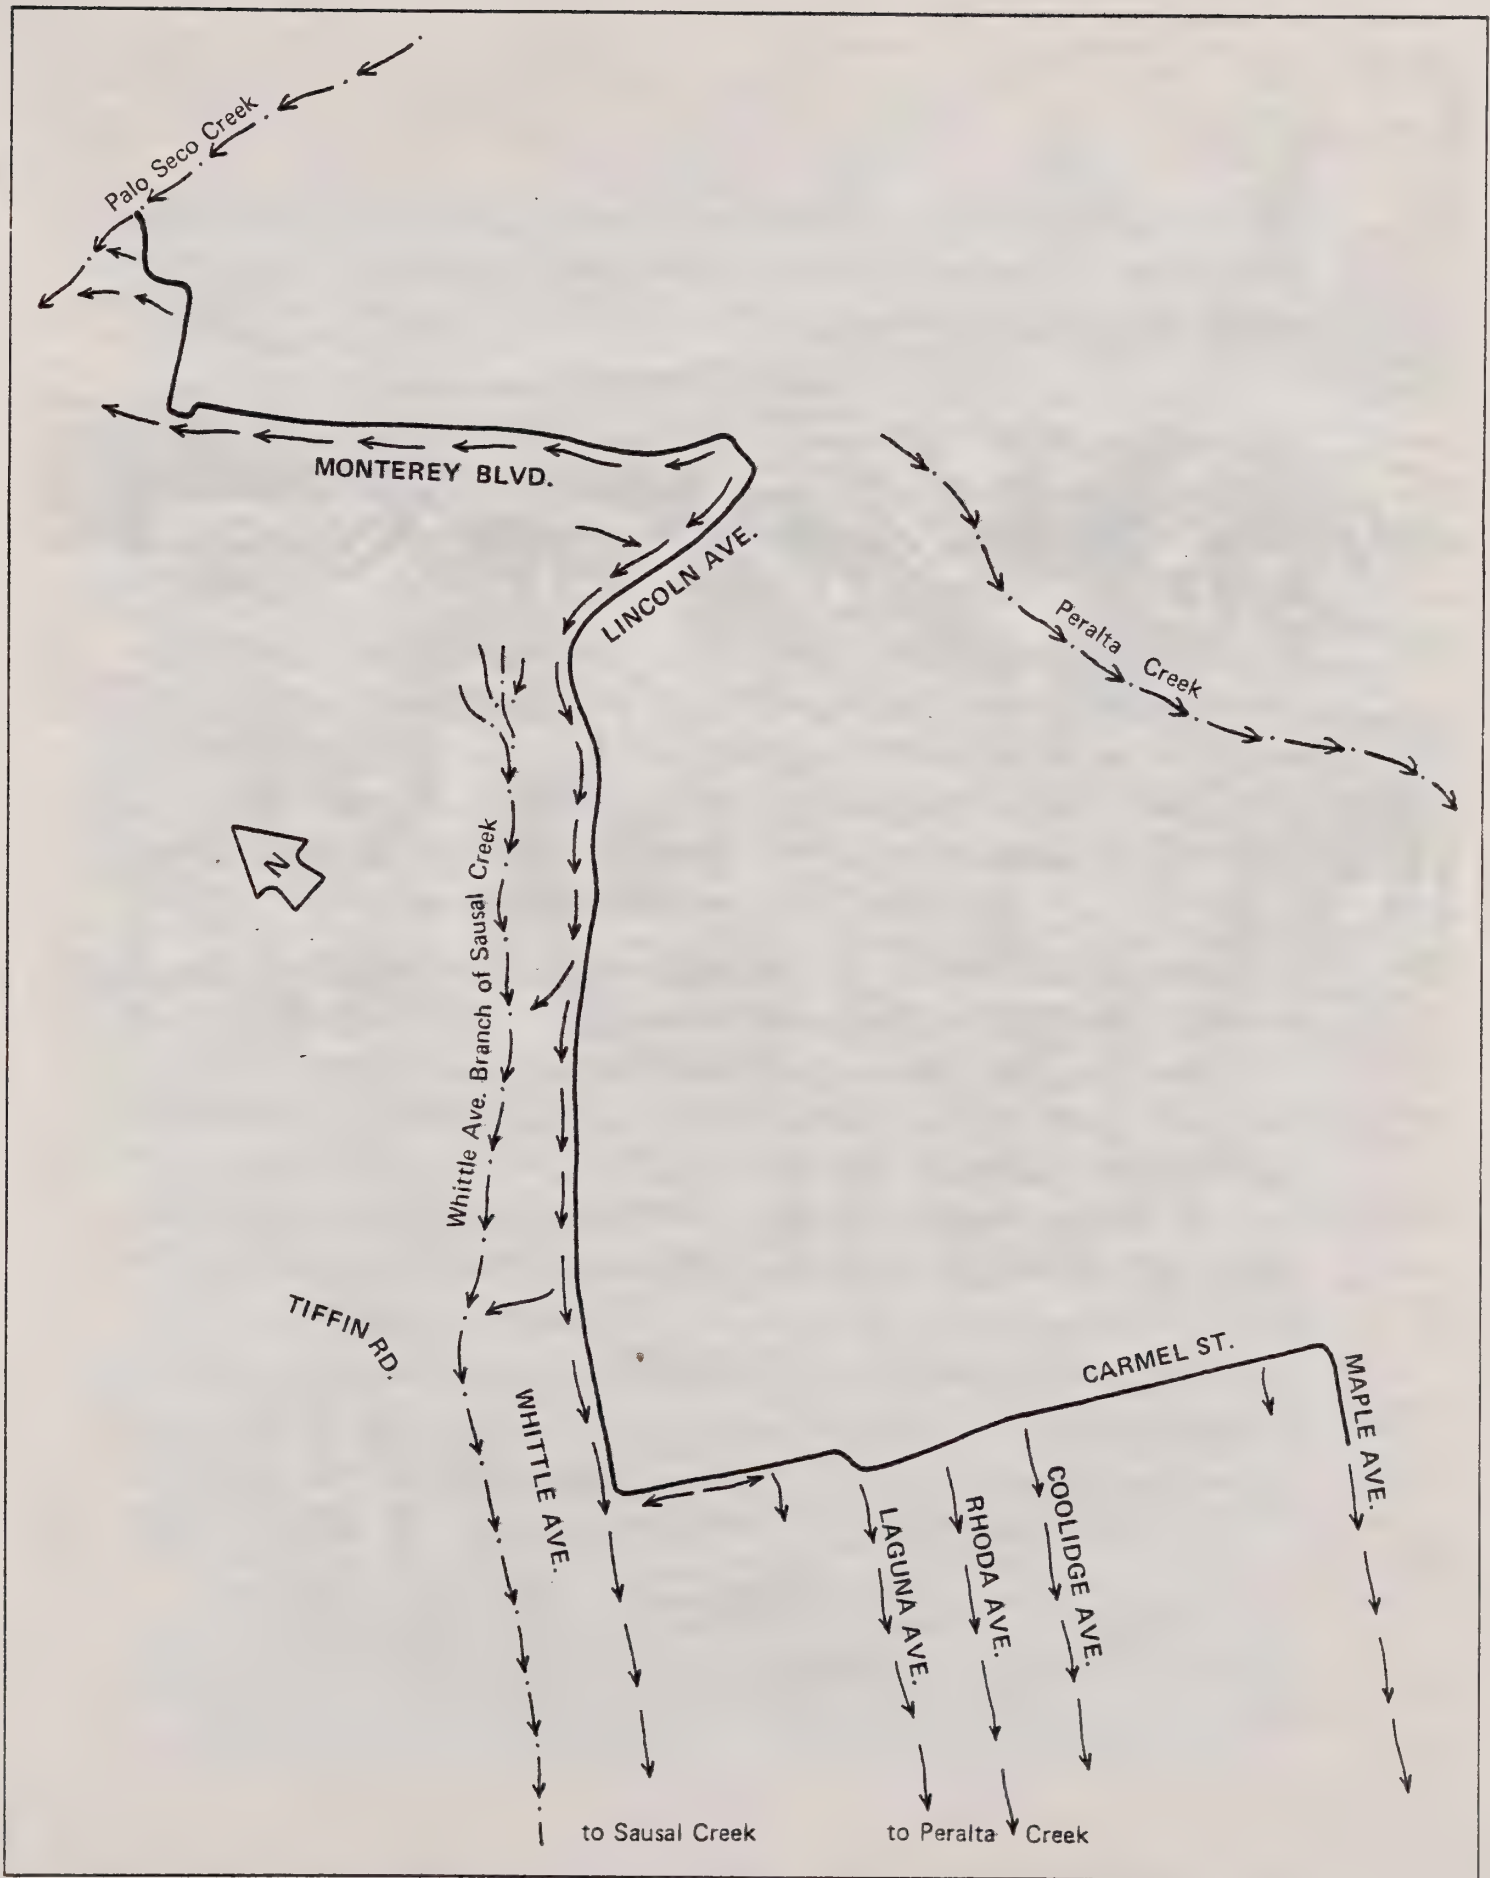 Palo Seco Creek
MONTEREY BLVD.
LINCOLN AVE.
Peralta Creek
N
Whittle Ave. Branch of Sausal Creek
TIFFIN RD.
WHITTLE AVE.
CARMEL ST.
MAPLE AVE.
COOLIDGE AVE.
RHODA AVE.
LAGUNA AVE.
to Sausal Creek
to Peralta Creek